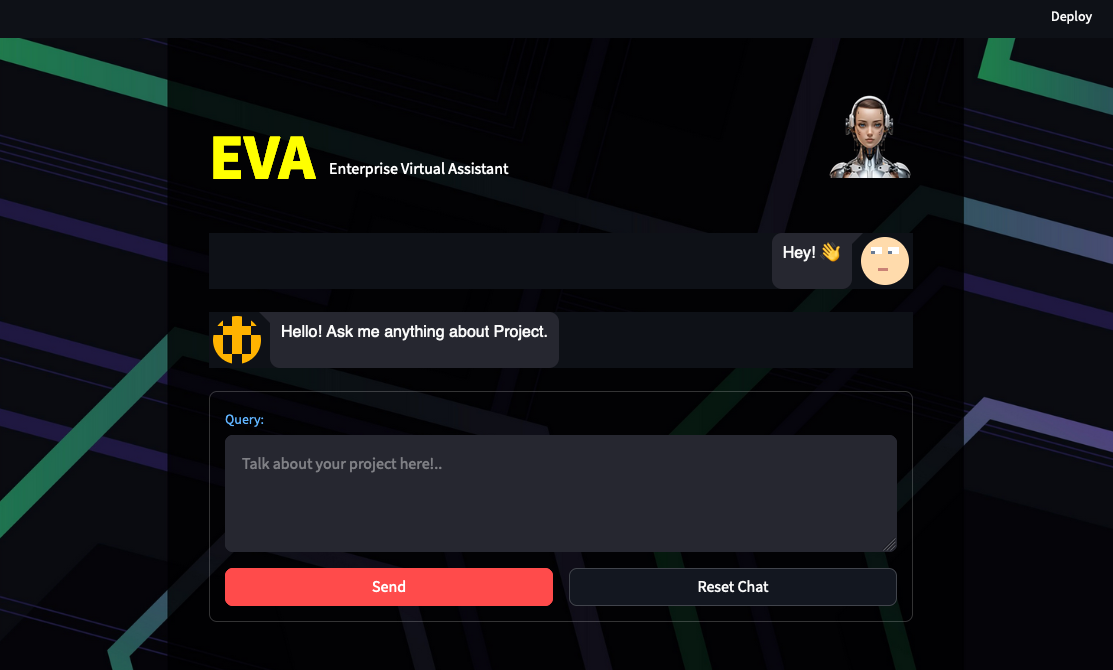 Deploy
EVA Enterprise Virtual Assistant
Hey! 👋
Hello! Ask me anything about Project.
Query:
Talk about your project here!..
Send
Reset Chat